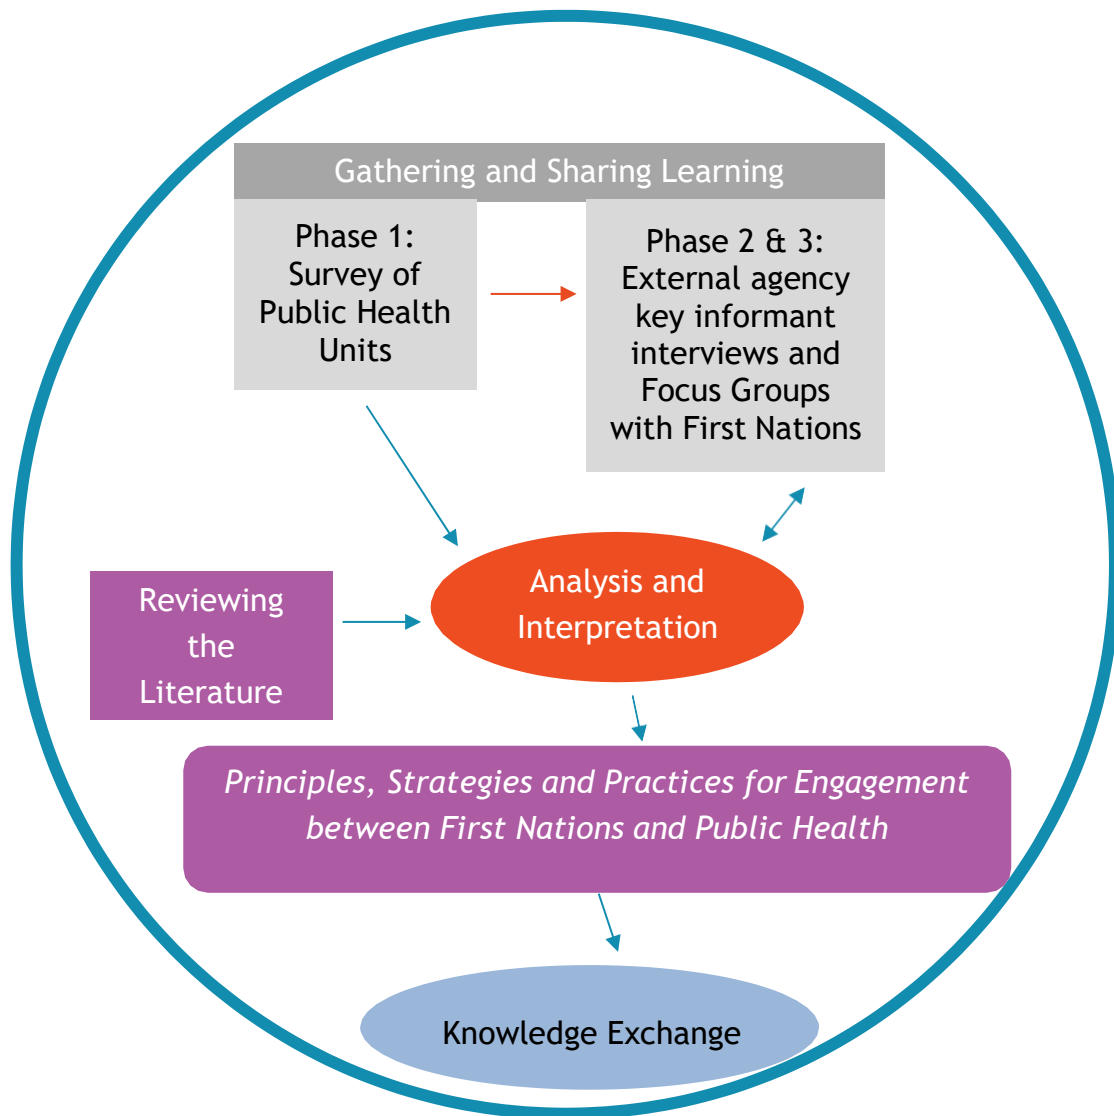 Gathering and Sharing Learning
Phase 1:
Survey of
Public Health
Units
Phase 2 & 3:
External agency
key informant
interviews and
Focus Groups
with First Nations
Analysis and
Interpretation
Reviewing
the
Literature
Principles, Strategies and Practices for Engagement
between First Nations and Public Health
Knowledge Exchange